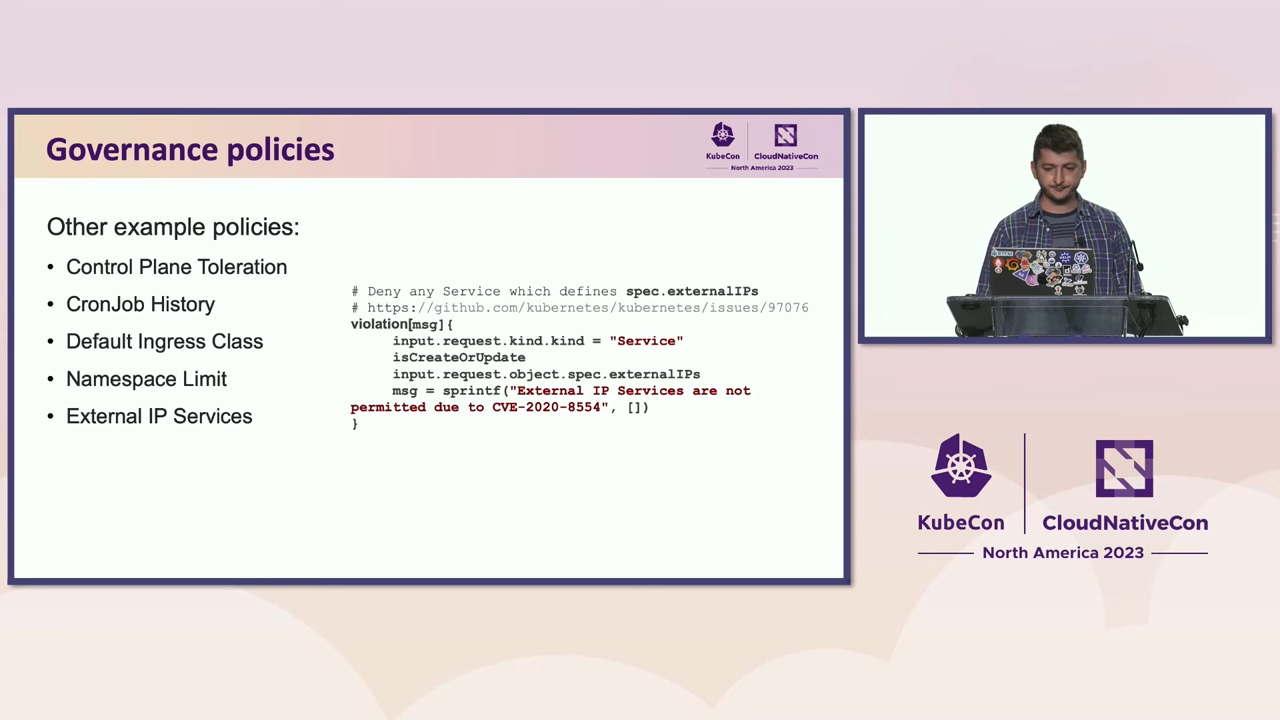 Governance policies
KubeCon
CloudNativeCon
North America 2023
Other example policies:
• Control Plane Toleration
• CronJob History
• Default Ingress Class
• Namespace Limit
• External IP Services
# Deny any Service which defines spec.externalIPs
# https://github.com/kubernetes/kubernetes/issues/97076
violation[msg]{
input.request.kind.kind = "Service"
isCreateOrUpdate
input.request.object.spec.externalIPs
msg = sprintf("External IP Services are not
permitted due to CVE-2020-8554", [])
}
KubeCon
CloudNativeCon
North America 2023